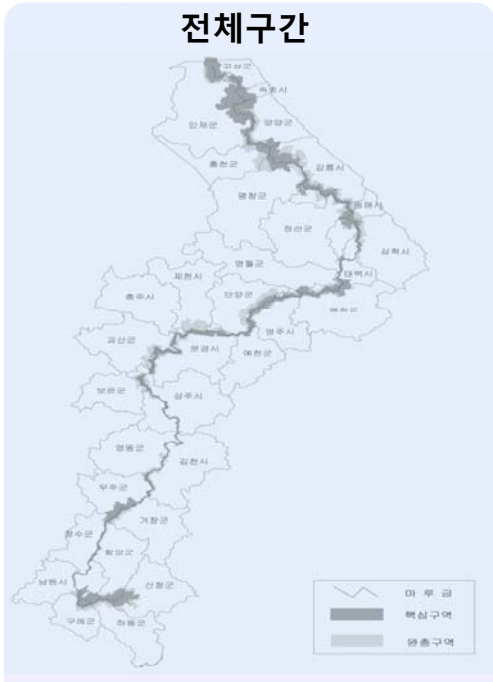 전체구간
고성군
속초시
인제군
양양군
홍천군
강릉시
평창군
동해시
정선군
삼척시
영월군
태백시
제천시
단양군
충주시
봉화군
영주시
괴산군
문경시
예천군
보은군
상주시
영동군
김천시
무주군
거창군
장수군
함양군
남원시
산청군
구례군
하동군
마 루 금
핵심구역
완충구역